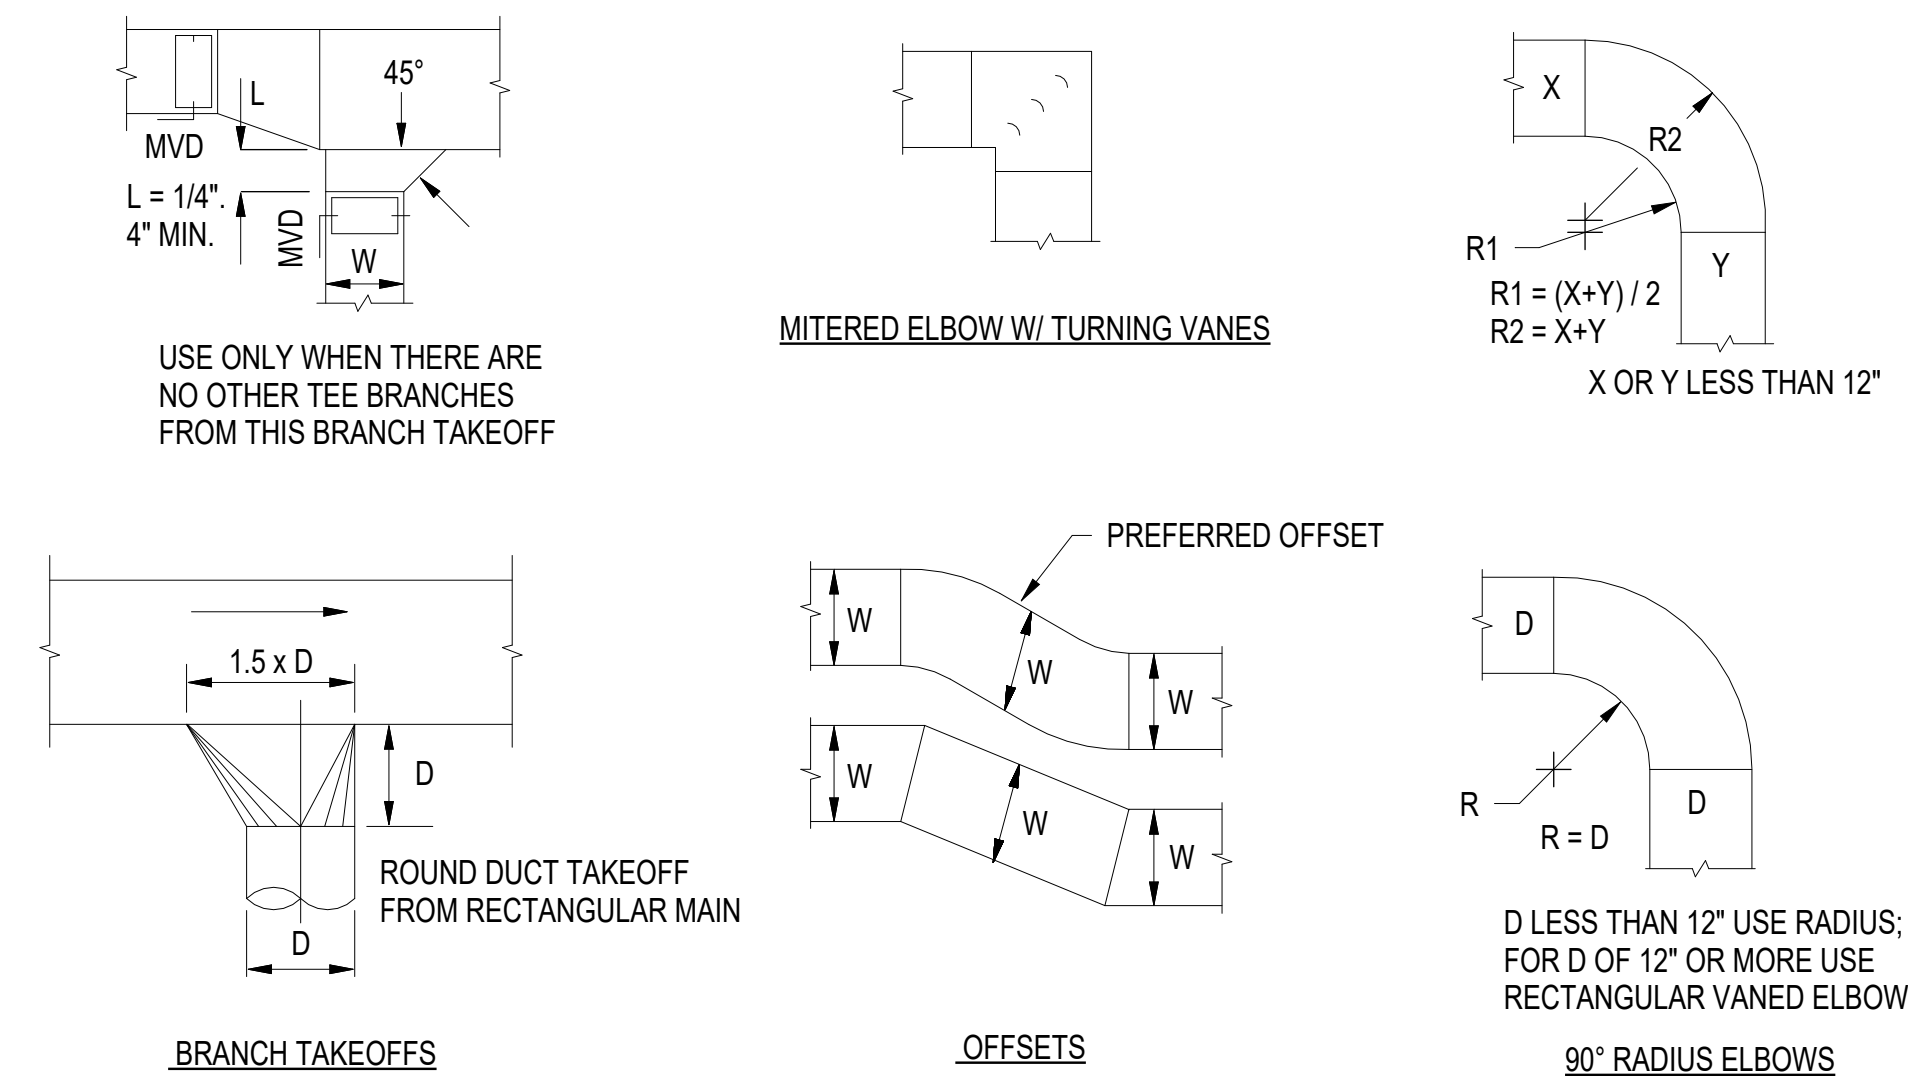 MVD
L
45°
L = 1/4".
4" MIN.
MVD
W
USE ONLY WHEN THERE ARE
NO OTHER TEE BRANCHES
FROM THIS BRANCH TAKEOFF
MITERED ELBOW W/ TURNING VANES
X
R2
R1
Y
R1 = (X+Y) / 2
R2 = X+Y
X OR Y LESS THAN 12"
1.5 x D
D
ROUND DUCT TAKEOFF
FROM RECTANGULAR MAIN
D
BRANCH TAKEOFFS
PREFERRED OFFSET
W
W
W
W
W
W
OFFSETS
D
R
R = D
D
D LESS THAN 12" USE RADIUS;
FOR D OF 12" OR MORE USE
RECTANGULAR VANED ELBOW
90° RADIUS ELBOWS